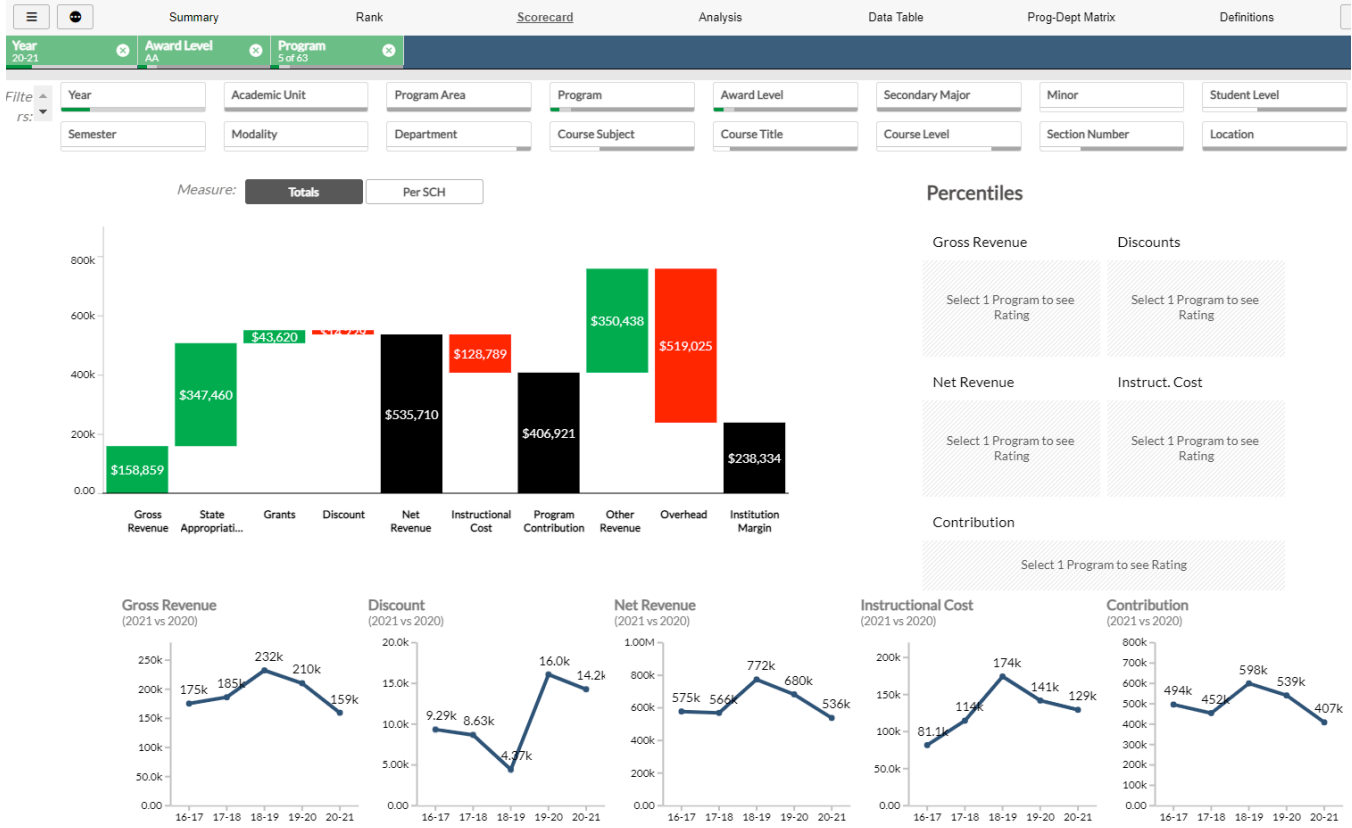 Summary
Rank
Scorecard
Analysis
Data Table
Prog-Dept Matrix
Definitions
Year
20-21
Award Level
AA
Program
5 of 63
Filte
rs:
Year
Academic Unit
Program Area
Program
Award Level
Secondary Major
Minor
Student Level
Semester
Modality
Department
Course Subject
Course Title
Course Level
Section Number
Location
Measure:
Totals
Per SCH
800k
600k
400k
200k
0.00
$158,859
$347,460
$43,620
$535,710
$128,789
$406,921
$350,438
$519,025
$238,334
Gross
Revenue
State
Appropriati...
Grants
Discount
Net
Revenue
Instructional
Cost
Program
Contribution
Other
Revenue
Overhead
Institution
Margin
Percentiles
Gross Revenue
Select 1 Program to see
Rating
Discounts
Select 1 Program to see
Rating
Net Revenue
Select 1 Program to see
Rating
Instruct. Cost
Select 1 Program to see
Rating
Contribution
Select 1 Program to see Rating
Gross Revenue
(2021 vs 2020)
250k
200k
150k
100k
50.0k
0.00
175k
185k
232k
210k
159k
16-17 17-18 18-19 19-20 20-21
Discount
(2021 vs 2020)
20.0k
15.0k
10.0k
5.00k
0.00
9.29k
8.63k
4.37k
16.0k
14.2k
16-17 17-18 18-19 19-20 20-21
Net Revenue
(2021 vs 2020)
1.00M
800k
600k
400k
200k
0.00
575k
566k
772k
680k
536k
16-17 17-18 18-19 19-20 20-21
Instructional Cost
(2021 vs 2020)
200k
150k
100k
50.0k
0.00
81.1k
114k
174k
141k
129k
16-17 17-18 18-19 19-20 20-21
Contribution
(2021 vs 2020)
800k
700k
600k
500k
400k
300k
200k
100k
0.00
494k
452k
598k
539k
407k
16-17 17-18 18-19 19-20 20-21